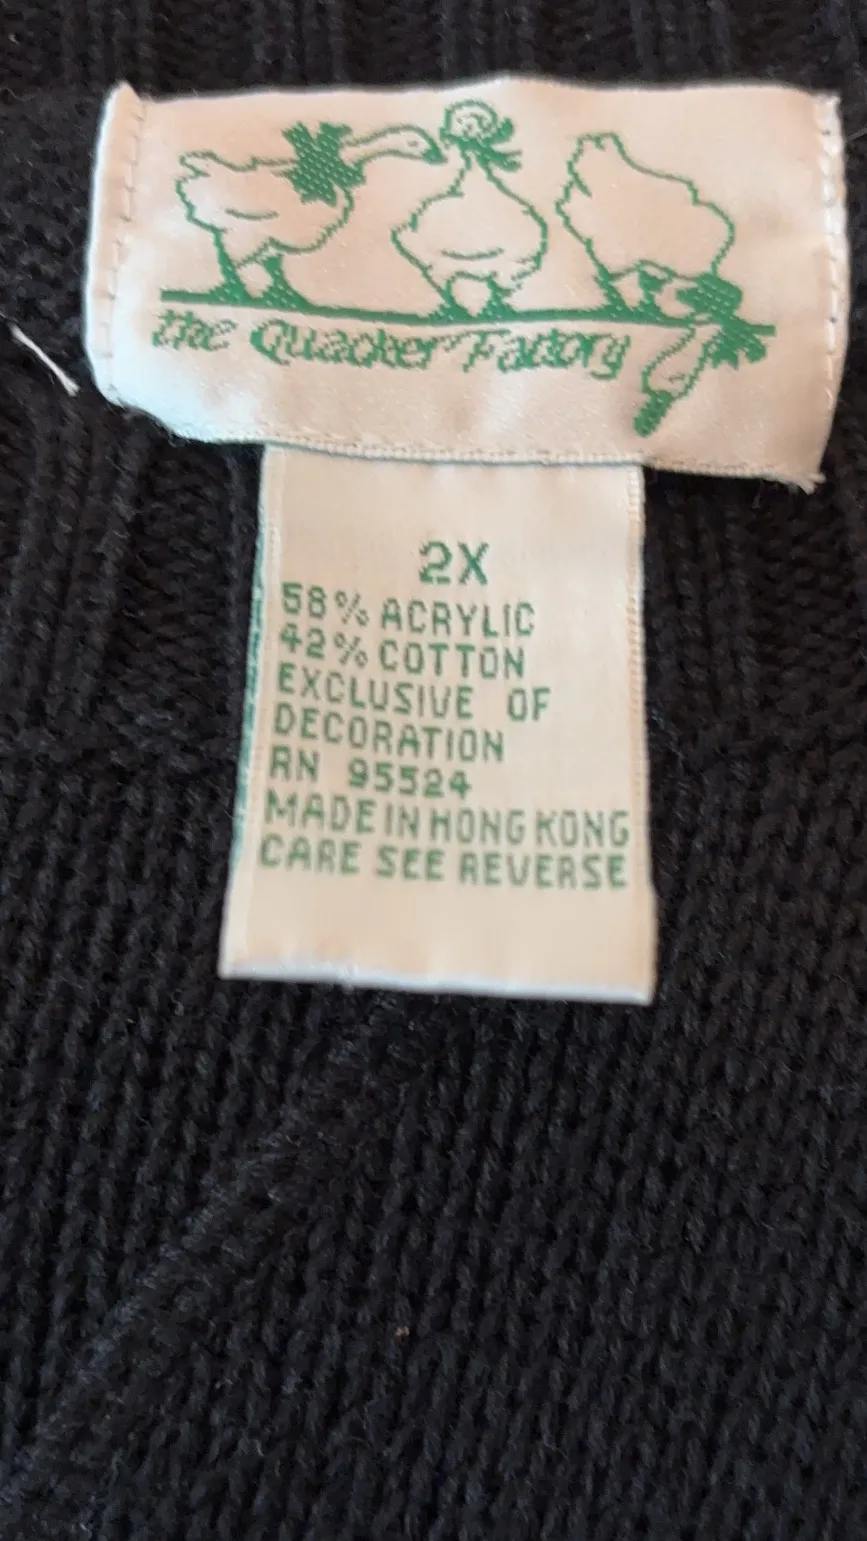 the Quacker Factory
2X
58% ACRYLIC
42% COTTON
EXCLUSIVE OF
DECORATION
RN 95524
MADE IN HONG KONG
CARE SEE REVERSE